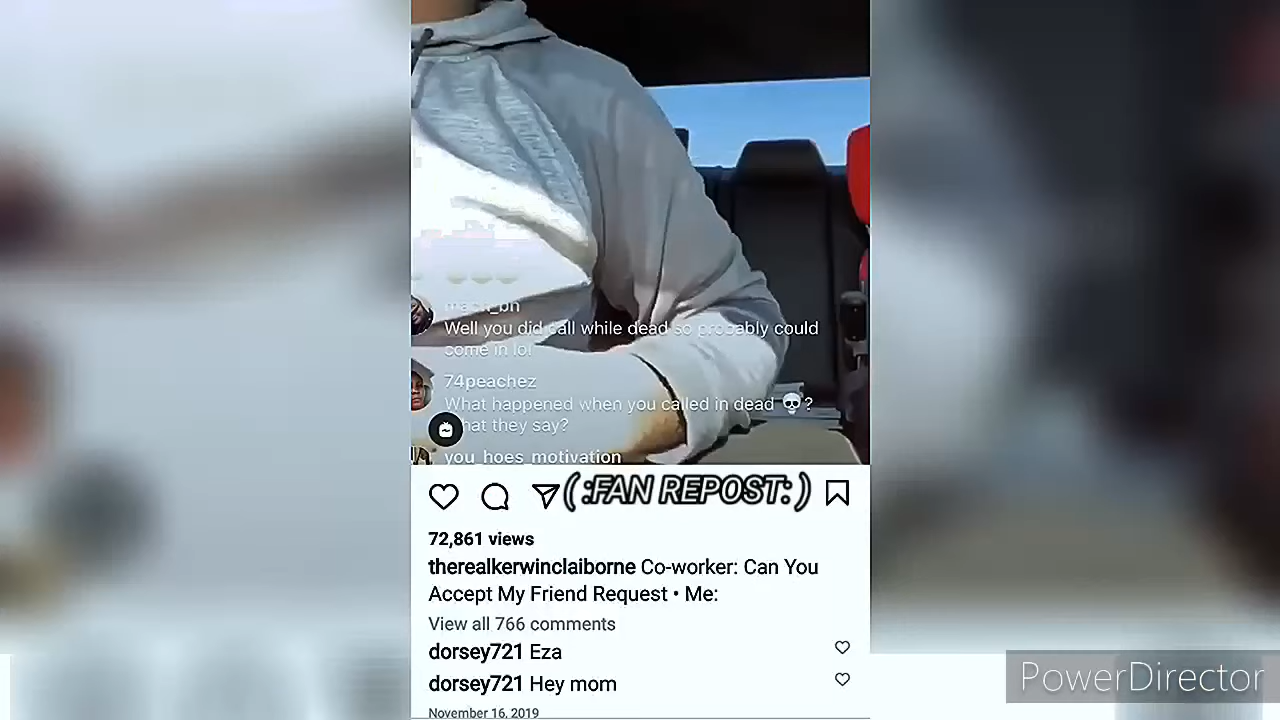 mack_bh
Well you did call while dead so probably could
come in lol
74peachez
What happened when you called in dead 💀?
hat they say?
you_hoes_motivation
(:FAN REPOST:)
72,861 views
therealkerwinclaiborne Co-worker: Can You
Accept My Friend Request • Me:
View all 766 comments
dorsey721 Eza
dorsey721 Hey mom
November 16, 2019
PowerDirector